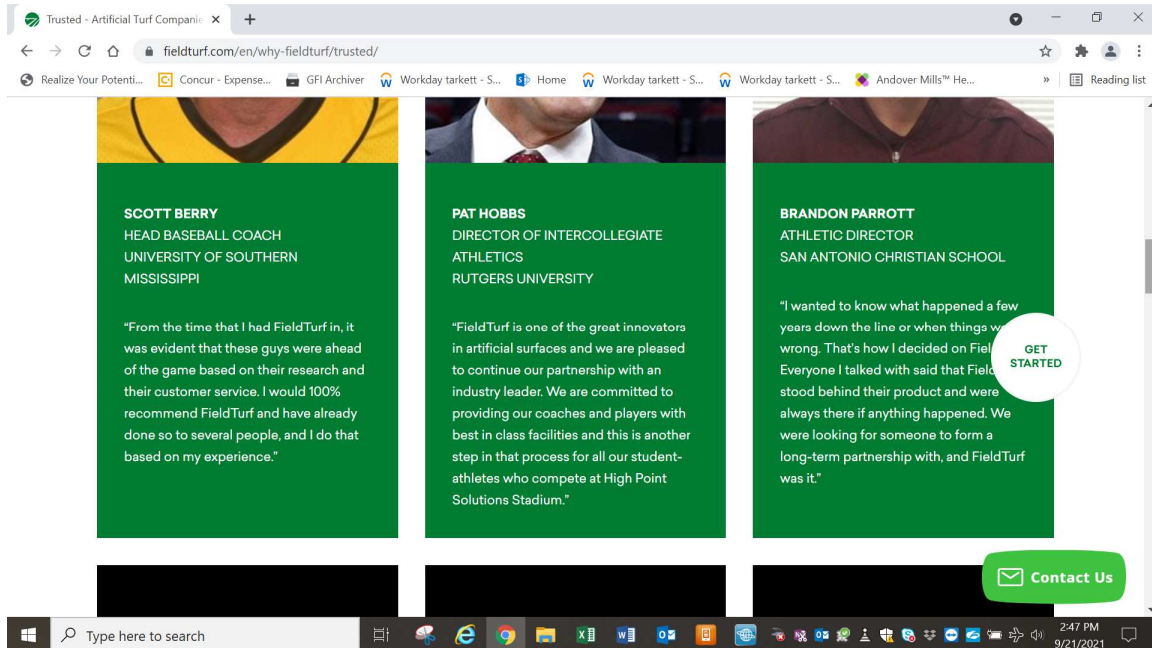 Trusted - Artificial Turf Companie
fieldturf.com/en/why-fieldturf/trusted/
Realize Your Potenti...
Concur - Expense...
GFI Archiver
Workday tarkett - S...
Home
Workday tarkett - S...
Workday tarkett - S...
Andover Mills™ He...
»
Reading list
SCOTT BERRY
HEAD BASEBALL COACH
UNIVERSITY OF SOUTHERN
MISSISSIPPI
“From the time that I had FieldTurf in, it
was evident that these guys were ahead
of the game based on their research and
their customer service. I would 100%
recommend FieldTurf and have already
done so to several people, and I do that
based on my experience.”
PAT HOBBS
DIRECTOR OF INTERCOLLEGIATE
ATHLETICS
RUTGERS UNIVERSITY
“FieldTurf is one of the great innovators
in artificial surfaces and we are pleased
to continue our partnership with an
industry leader. We are committed to
providing our coaches and players with
best in class facilities and this is another
step in that process for all our student-
athletes who compete at High Point
Solutions Stadium.”
BRANDON PARROTT
ATHLETIC DIRECTOR
SAN ANTONIO CHRISTIAN SCHOOL
“I wanted to know what happened a few
years down the line or when things w
wrong. That's how I decided on Fiel
Everyone I talked with said that Field
stood behind their product and were
always there if anything happened. We
were looking for someone to form a
long-term partnership with, and FieldTurf
was it.”
GET
STARTED
Contact Us
Type here to search
2:47 PM
9/21/2021